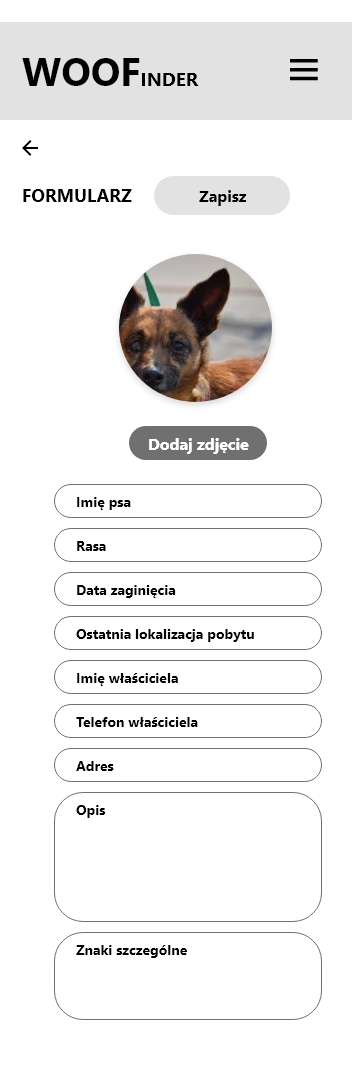 WOOFINDER
FORMULARZ Zapisz
Dodaj zdjęcie
Imię psa
Rasa
Data zaginięcia
Ostatnia lokalizacja pobytu
Imię właściciela
Telefon właściciela
Adres
Opis
Znaki szczególne